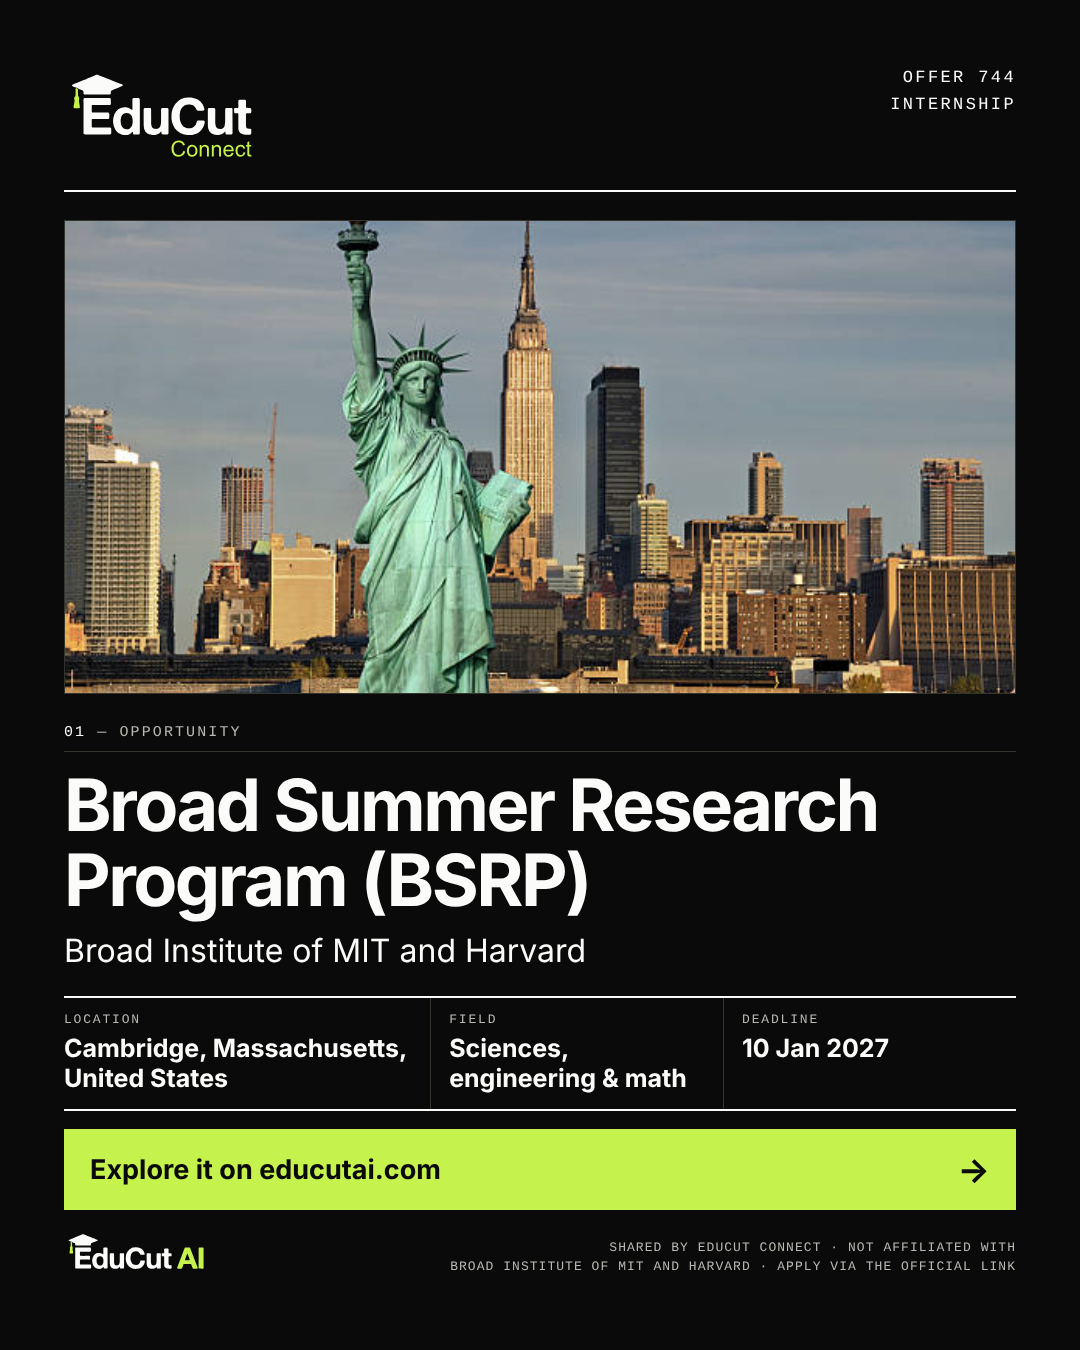 EduCut
Connect
OFFER 744
INTERNSHIP
01 — OPPORTUNITY
Broad Summer Research
Program (BSRP)
Broad Institute of MIT and Harvard
LOCATION
Cambridge, Massachusetts,
United States
FIELD
Sciences,
engineering & math
DEADLINE
10 Jan 2027
Explore it on educutai.com →
EduCut AI
SHARED BY EDUCUT CONNECT · NOT AFFILIATED WITH
BROAD INSTITUTE OF MIT AND HARVARD · APPLY VIA THE OFFICIAL LINK